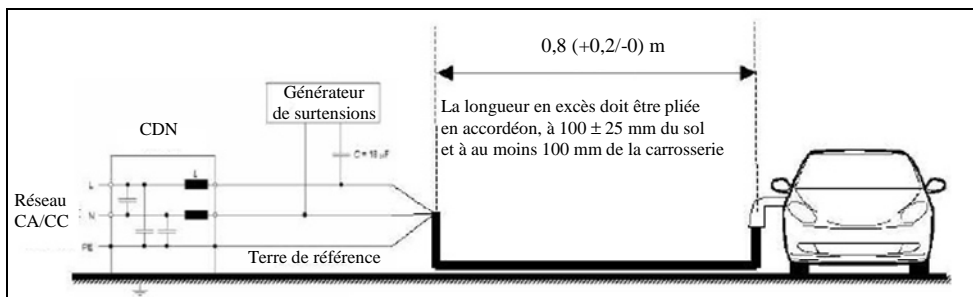 0,8 (+0,2/-0) m
Générateur
de surtensions
La longueur en excès doit être pliée
en accordéon, à 100 ± 25 mm du sol
et à au moins 100 mm de la carrosserie
CDN
C = 18 µF
L
L
Réseau
CA/CC
N
PE
Terre de référence